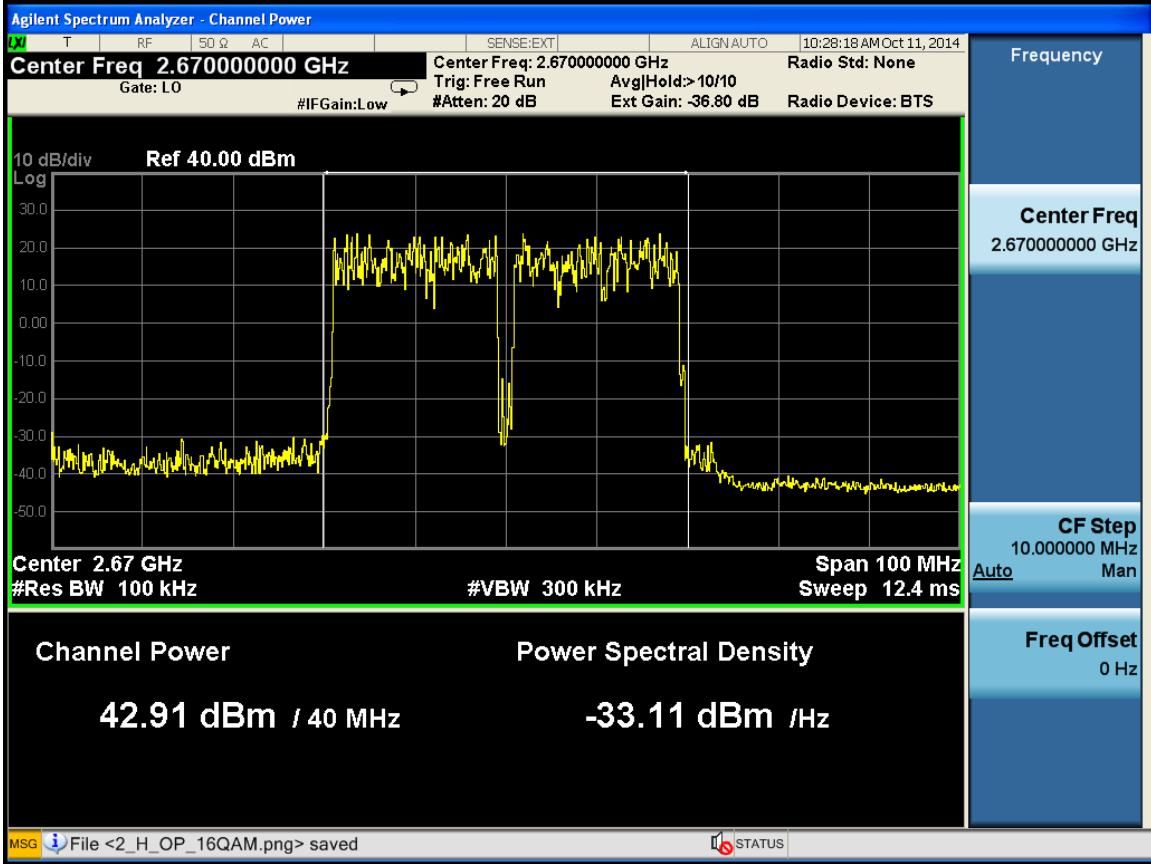 Agilent Spectrum Analyzer - Channel Power
LXI T RF 50 Ω AC SENSE:EXT ALIGN AUTO 10:28:18 AM Oct 11, 2014
Center Freq 2.670000000 GHz
Gate: LO
#IFGain:Low
Center Freq: 2.670000000 GHz
Trig: Free Run Avg|Hold:>10/10
#Atten: 20 dB Ext Gain: -36.80 dB
Radio Std: None
Radio Device: BTS
10 dB/div Ref 40.00 dBm
Log
30.0
20.0
10.0
0.00
-10.0
-20.0
-30.0
-40.0
-50.0
Center 2.67 GHz Span 100 MHz
#Res BW 100 kHz #VBW 300 kHz Sweep 12.4 ms
Channel Power Power Spectral Density
42.91 dBm / 40 MHz -33.11 dBm /Hz
Frequency
Center Freq
2.670000000 GHz
CF Step
10.000000 MHz
Auto Man
Freq Offset
0 Hz
MSG File <2_H_OP_16QAM.png> saved STATUS